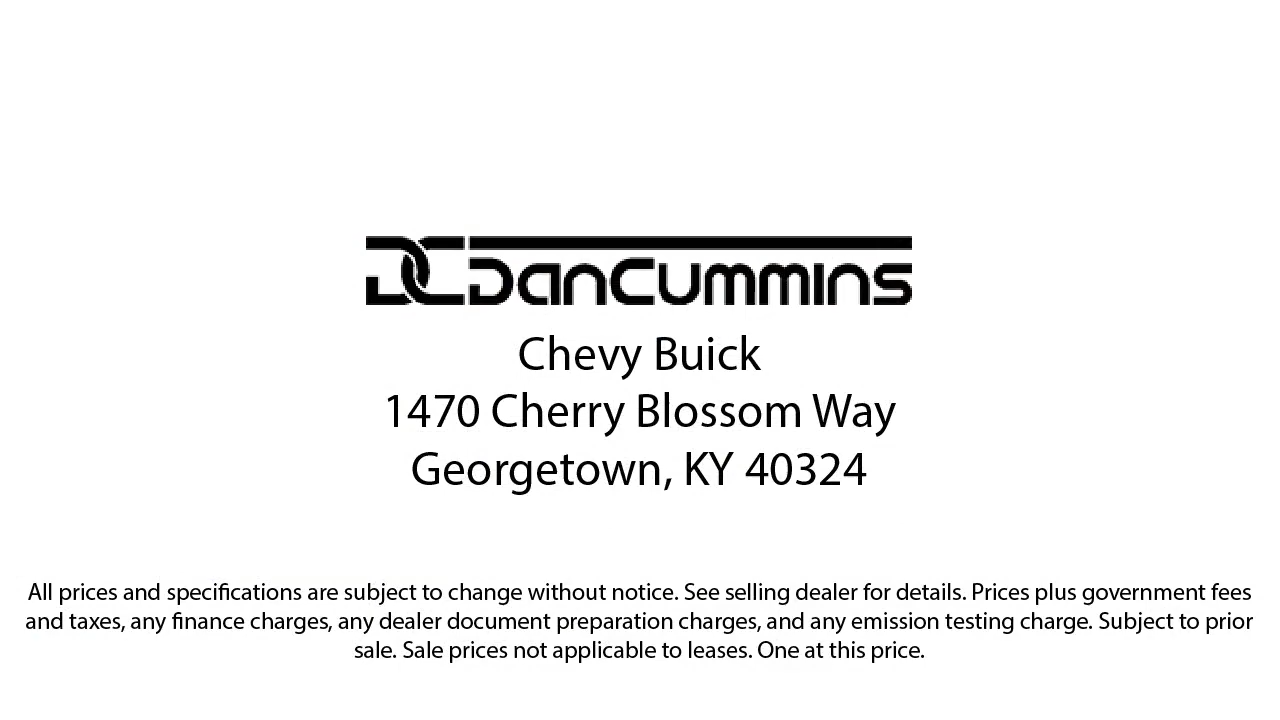 DC DanCummins
Chevy Buick
1470 Cherry Blossom Way
Georgetown, KY 40324
All prices and specifications are subject to change without notice. See selling dealer for details. Prices plus government fees
and taxes, any finance charges, any dealer document preparation charges, and any emission testing charge. Subject to prior
sale. Sale prices not applicable to leases. One at this price.